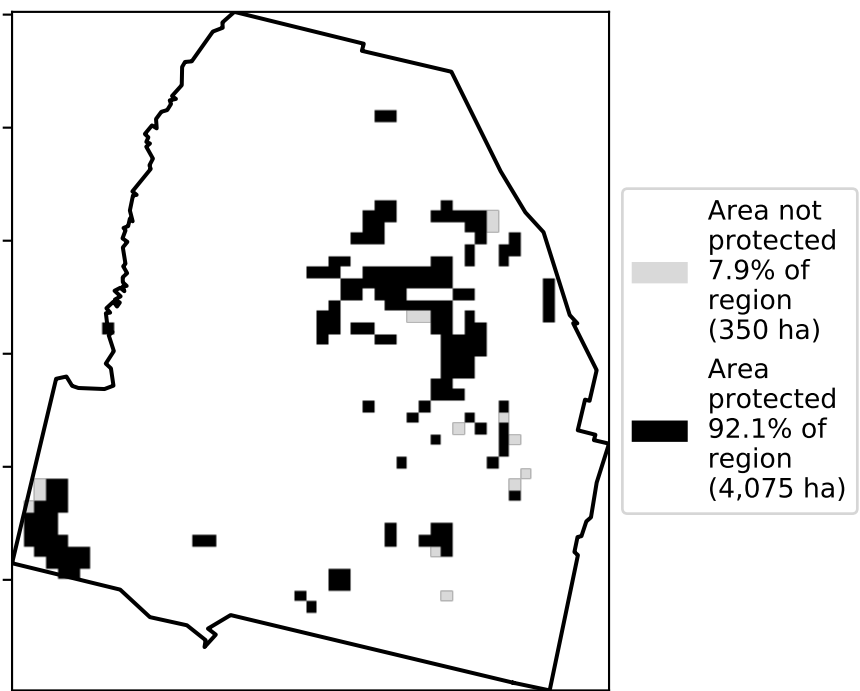 Area not
protected
7.9% of
region
(350 ha)
Area
protected
92.1% of
region
(4,075 ha)